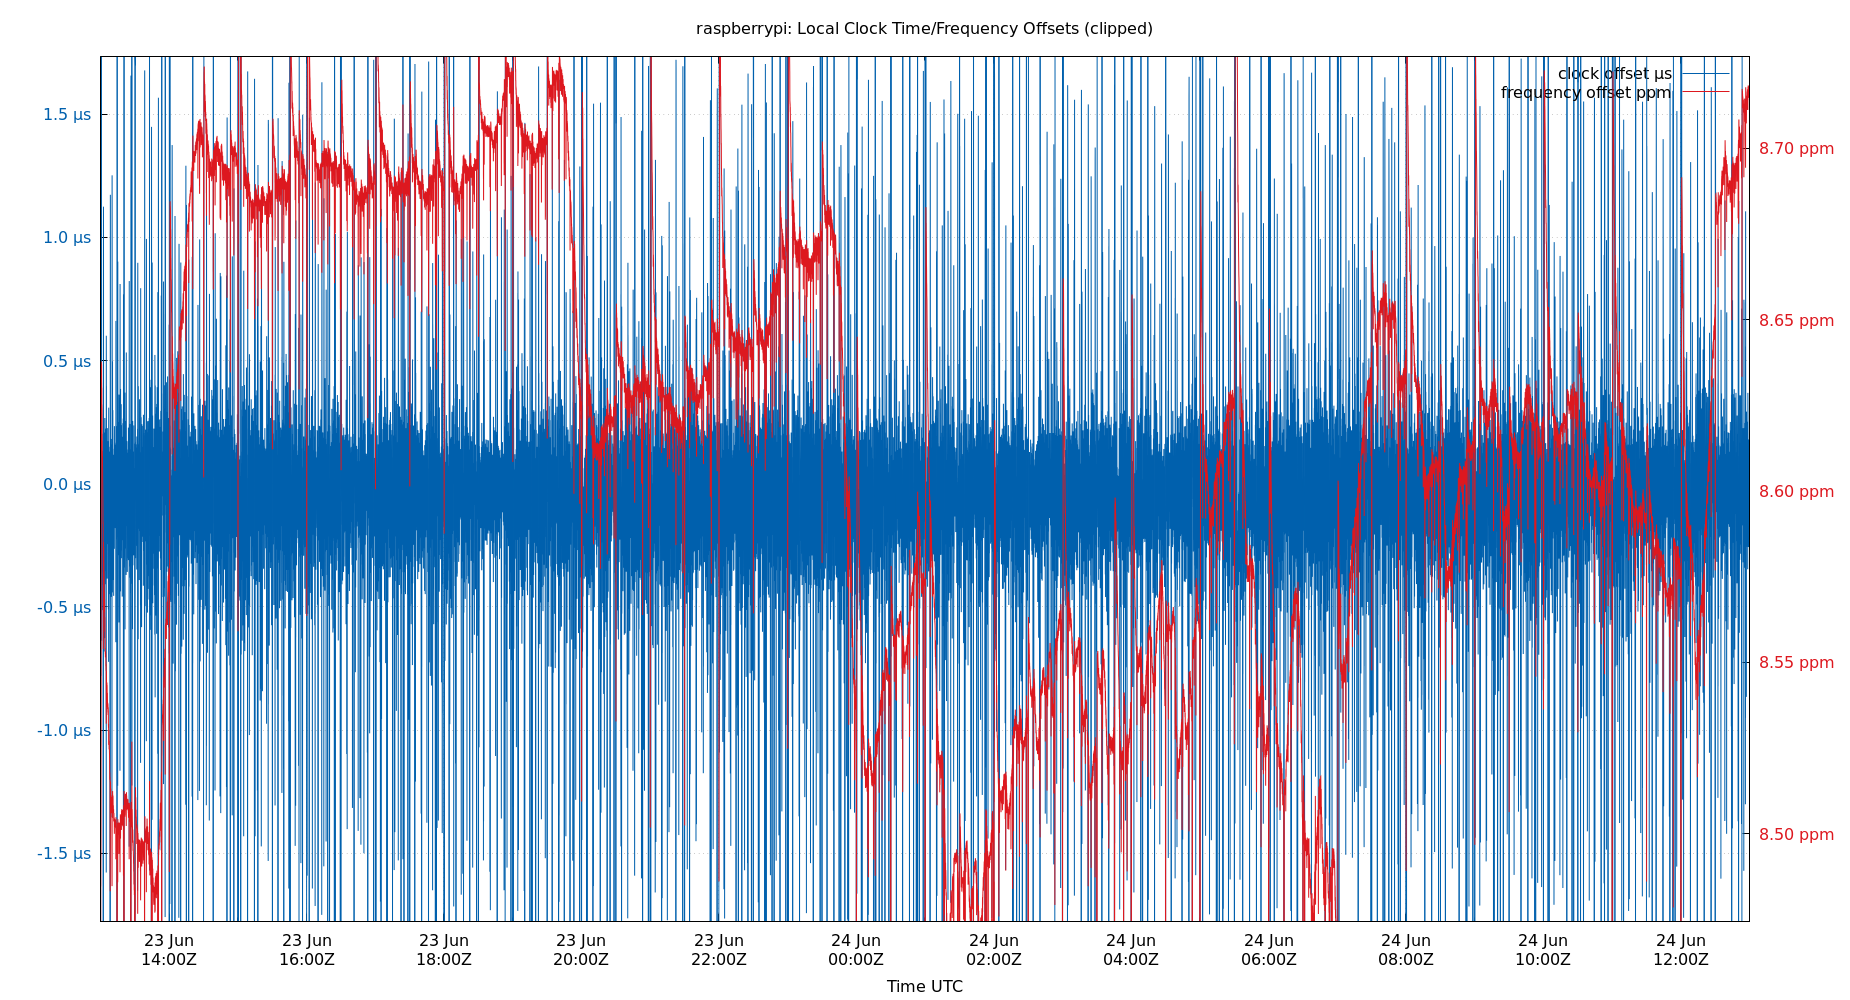 raspberrypi: Local Clock Time/Frequency Offsets (clipped)
clock offset µs
frequency offset ppm
1.5 µs
1.0 µs
0.5 µs
0.0 µs
-0.5 µs
-1.0 µs
-1.5 µs
8.70 ppm
8.65 ppm
8.60 ppm
8.55 ppm
8.50 ppm
23 Jun 23 Jun 23 Jun 23 Jun 23 Jun 24 Jun 24 Jun 24 Jun 24 Jun 24 Jun 24 Jun 24 Jun
14:00Z 16:00Z 18:00Z 20:00Z 22:00Z 00:00Z 02:00Z 04:00Z 06:00Z 08:00Z 10:00Z 12:00Z
Time UTC